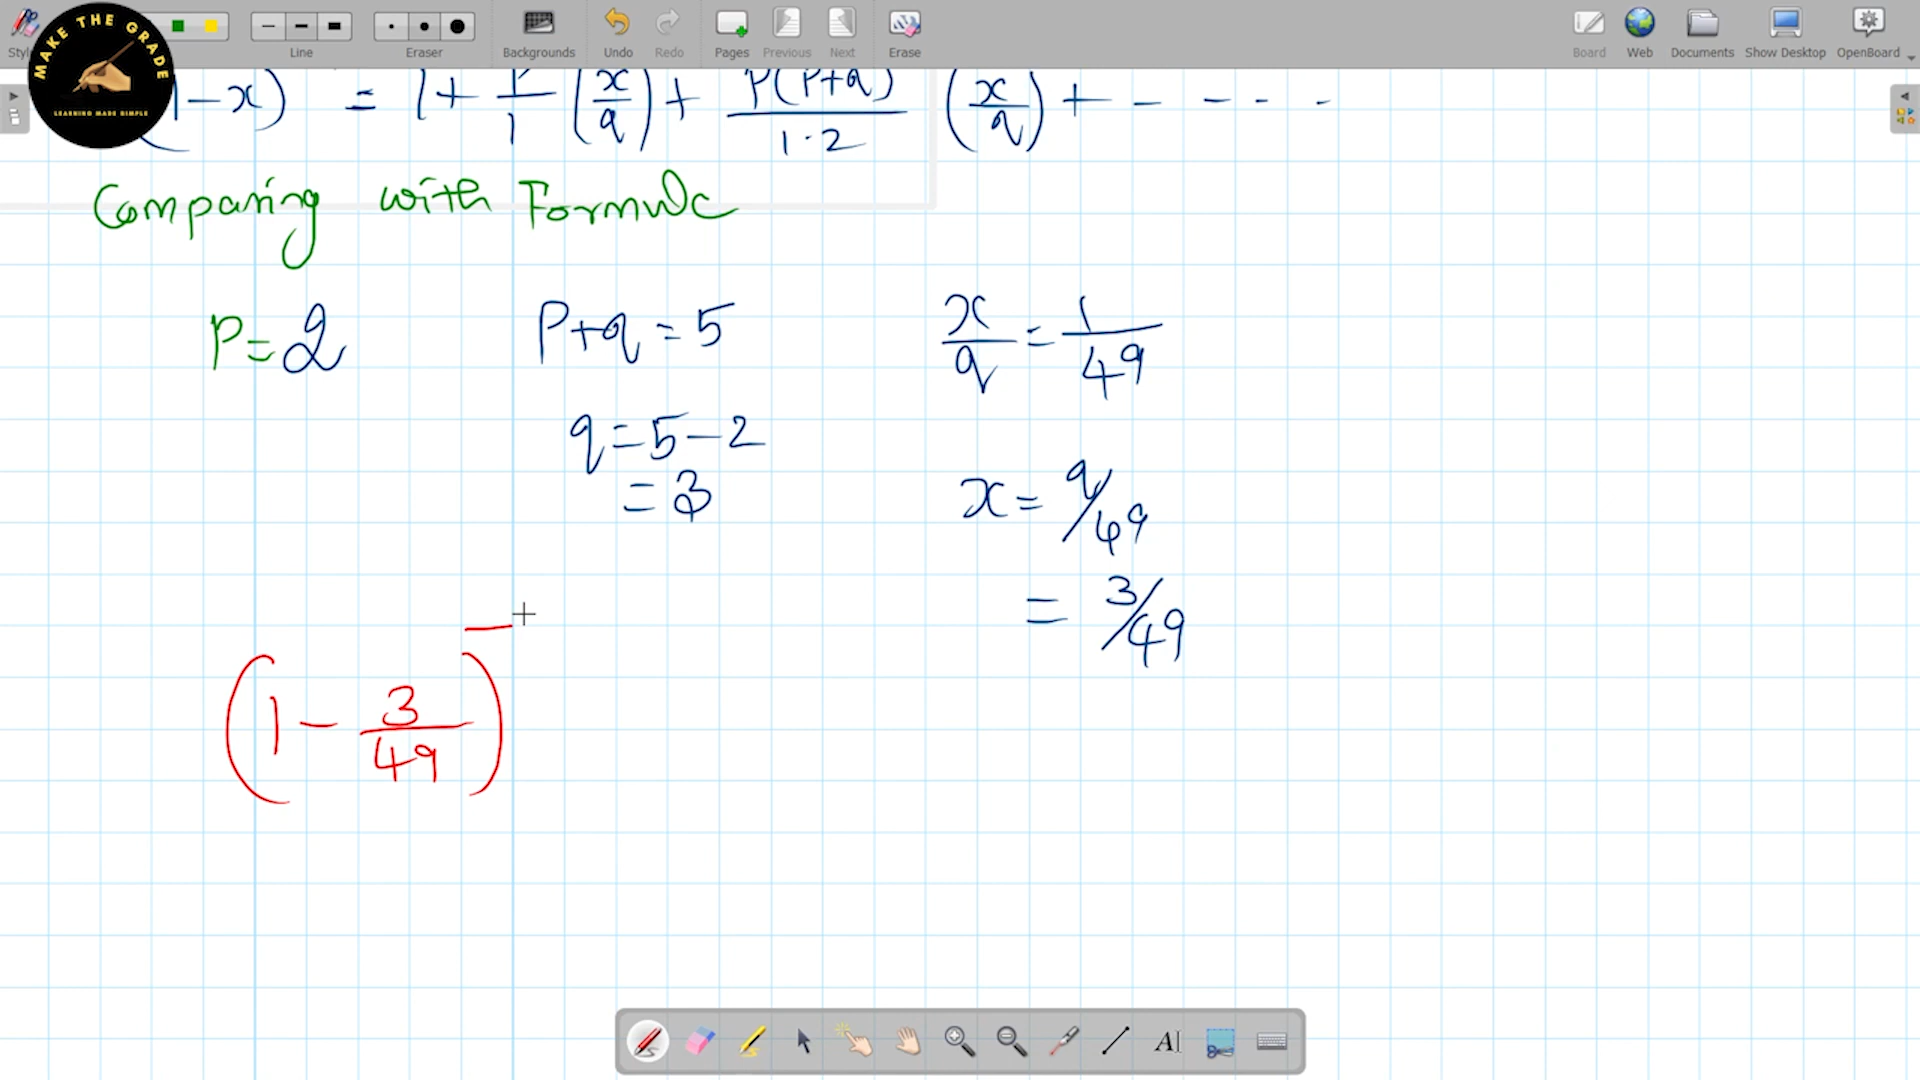 Line
Eraser
Backgrounds
Undo
Redo
Pages
Previous
Next
Erase
Board
Web
Documents
Show Desktop
OpenBoard
MAKE THE GRADE
LEARNING MADE SIMPLE
1-x) = 1 + P/1 (x/q) + P(P+q)/1·2 (x/q) + - - - -
Comparing with Formula
P=2
P+q=5
x/q = 1/49
q=5-2
=3
x = q/49
= 3/49
(1 - 3/49)^-